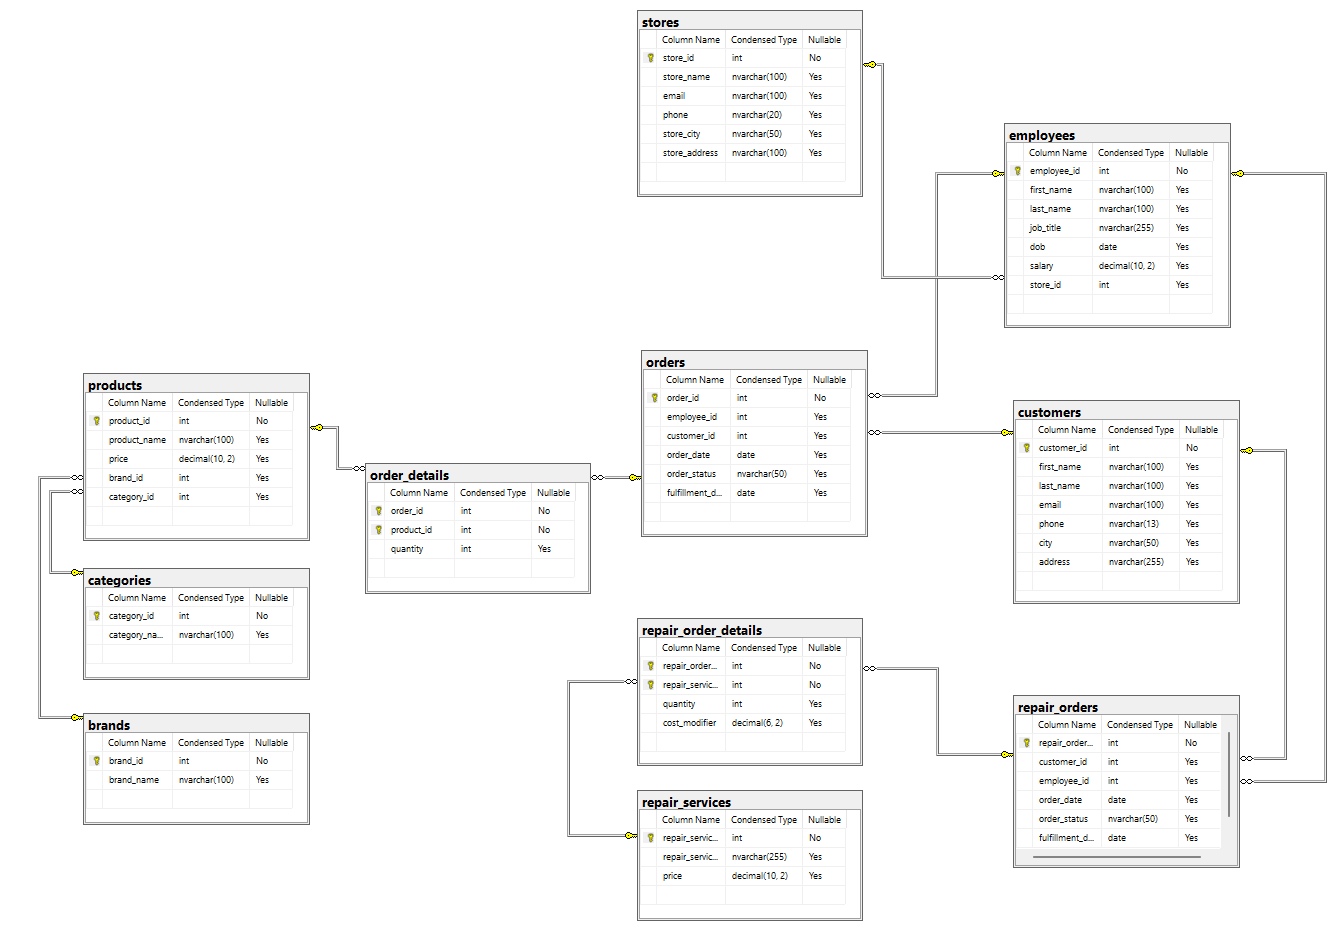 stores
Column Name Condensed Type Nullable
store_id int No
store_name nvarchar(100) Yes
email nvarchar(100) Yes
phone nvarchar(20) Yes
store_city nvarchar(50) Yes
store_address nvarchar(100) Yes
employees
Column Name Condensed Type Nullable
employee_id int No
first_name nvarchar(100) Yes
last_name nvarchar(100) Yes
job_title nvarchar(255) Yes
dob date Yes
salary decimal(10, 2) Yes
store_id int Yes
products
Column Name Condensed Type Nullable
product_id int No
product_name nvarchar(100) Yes
price decimal(10, 2) Yes
brand_id int Yes
category_id int Yes
order_details
Column Name Condensed Type Nullable
order_id int No
product_id int No
quantity int Yes
orders
Column Name Condensed Type Nullable
order_id int No
employee_id int Yes
customer_id int Yes
order_date date Yes
order_status nvarchar(50) Yes
fulfillment_d... date Yes
customers
Column Name Condensed Type Nullable
customer_id int No
first_name nvarchar(100) Yes
last_name nvarchar(100) Yes
email nvarchar(100) Yes
phone nvarchar(13) Yes
city nvarchar(50) Yes
address nvarchar(255) Yes
categories
Column Name Condensed Type Nullable
category_id int No
category_na... nvarchar(100) Yes
brands
Column Name Condensed Type Nullable
brand_id int No
brand_name nvarchar(100) Yes
repair_order_details
Column Name Condensed Type Nullable
repair_order... int No
repair_servic... int No
quantity int Yes
cost_modifier decimal(6, 2) Yes
repair_services
Column Name Condensed Type Nullable
repair_servic... int No
repair_servic... nvarchar(255) Yes
price decimal(10, 2) Yes
repair_orders
Column Name Condensed Type Nullable
repair_order... int No
customer_id int Yes
employee_id int Yes
order_date date Yes
order_status nvarchar(50) Yes
fulfillment_d... date Yes